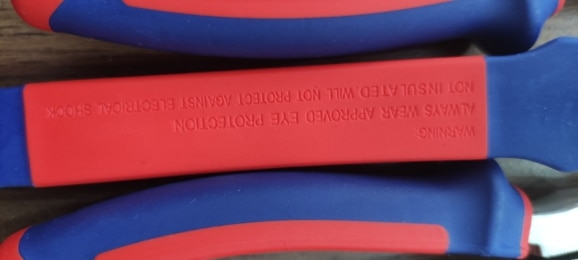 WARNING:
ALWAYS WEAR APPROVED EYE PROTECTION.
NOT INSULATED. WILL NOT PROTECT AGAINST ELECTRICAL SHOCK